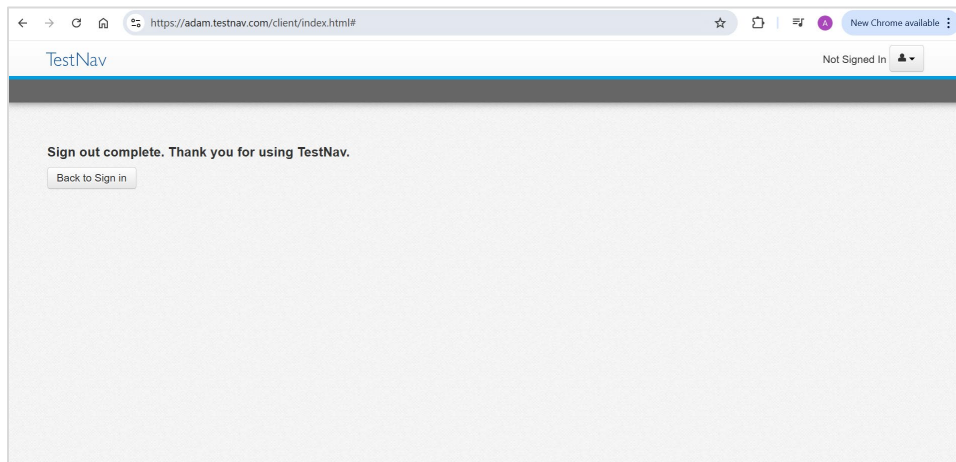 https://adam.testnav.com/client/index.html#
A
New Chrome available
TestNav
Not Signed In
Sign out complete. Thank you for using TestNav.
Back to Sign in